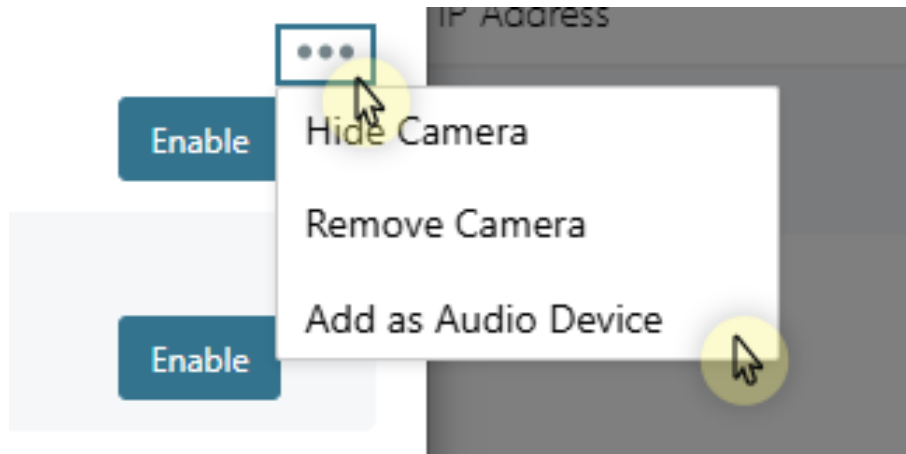 IP Address
Enable
Hide Camera
Remove Camera
Add as Audio Device
Enable